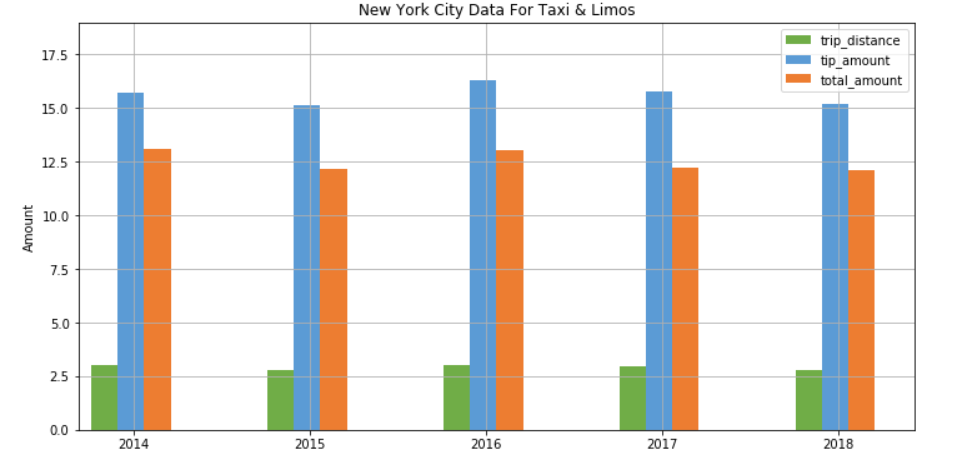 New York City Data For Taxi & Limos
trip_distance
tip_amount
total_amount
17.5
15.0
12.5
10.0
7.5
5.0
2.5
0.0
Amount
2014 2015 2016 2017 2018